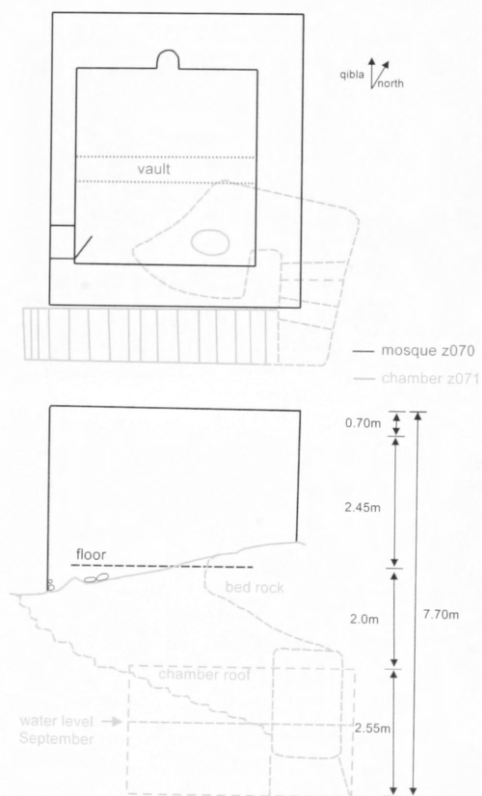 qibla
north
vault
mosque z070
chamber z071
0.70m
2.45m
floor
bed rock
2.0m
7.70m
chamber roof
water level
September
2.55m